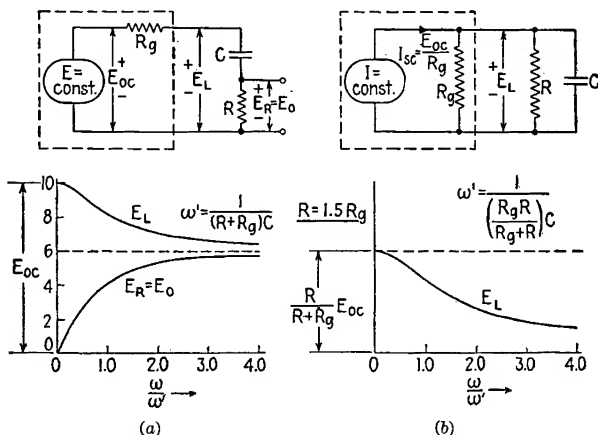 E=
const.
+
E_OC
−
R_g
+
E_L
−
C
R
+
E_R=E_O
−
I=
const.
I_SC=E_OC/R_g
R_g
+
E_L
−
R
C
10
8
6
4
2
0
E_OC
E_L
E_R=E_O
ω'=1/((R+R_g)C)
0 1.0 2.0 3.0 4.0
ω/ω' →
(a)
R=1.5R_g
ω'=1/((R_gR/(R_g+R))C)
R/(R+R_g) E_OC
E_L
0 1.0 2.0 3.0 4.0
ω/ω' →
(b)